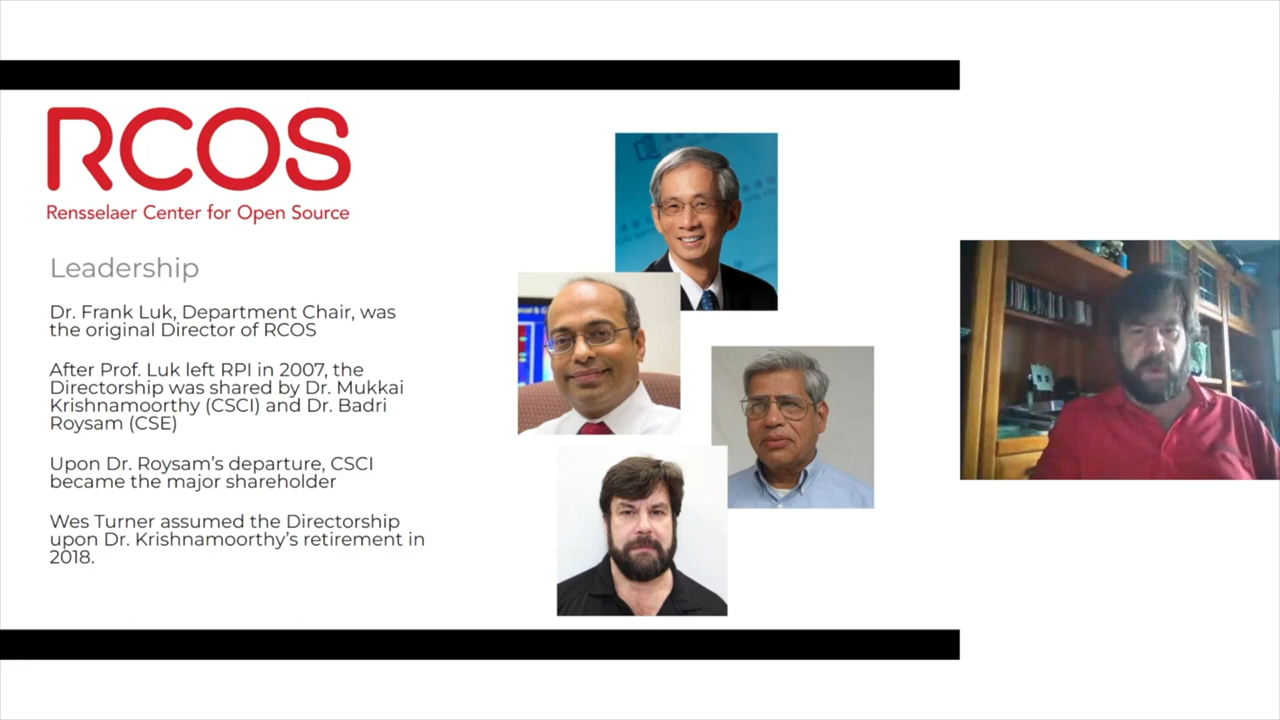 RCOS
Rensselaer Center for Open Source
Leadership
Dr. Frank Luk, Department Chair, was
the original Director of RCOS
After Prof. Luk left RPI in 2007, the
Directorship was shared by Dr. Mukkai
Krishnamoorthy (CSCI) and Dr. Badri
Roysam (CSE)
Upon Dr. Roysam’s departure, CSCI
became the major shareholder
Wes Turner assumed the Directorship
upon Dr. Krishnamoorthy’s retirement in
2018.